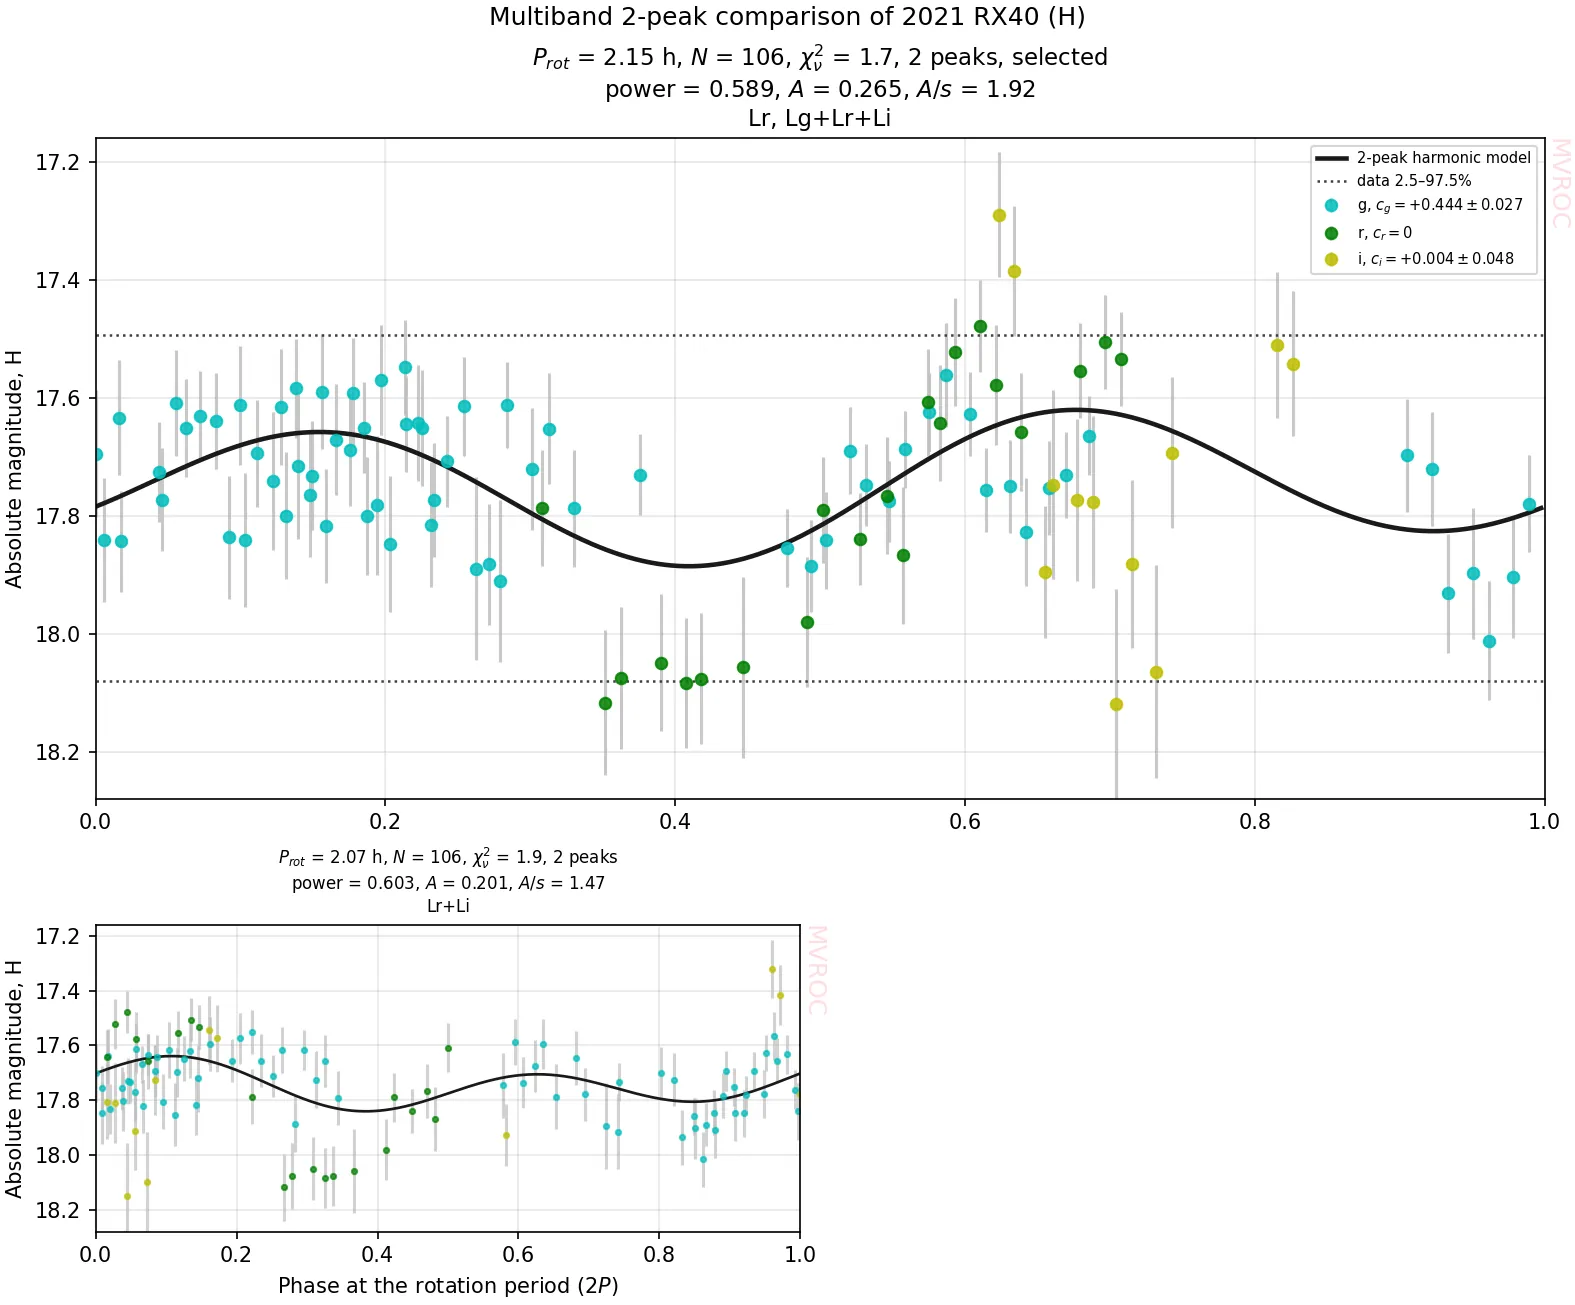 Multiband 2-peak comparison of 2021 RX40 (H)
P_rot = 2.15 h, N = 106, χ²_ν = 1.7, 2 peaks, selected
power = 0.589, A = 0.265, A/s = 1.92
Lr, Lg+Lr+Li
17.2
17.4
17.6
17.8
18.0
18.2
Absolute magnitude, H
2-peak harmonic model
data 2.5–97.5%
g, c_g = +0.444 ± 0.027
r, c_r = 0
i, c_i = +0.004 ± 0.048
MVROC
0.0 0.2 0.4 0.6 0.8 1.0
P_rot = 2.07 h, N = 106, χ²_ν = 1.9, 2 peaks
power = 0.603, A = 0.201, A/s = 1.47
Lr+Li
17.2
17.4
17.6
17.8
18.0
18.2
Absolute magnitude, H
MVROC
0.0 0.2 0.4 0.6 0.8 1.0
Phase at the rotation period (2P)